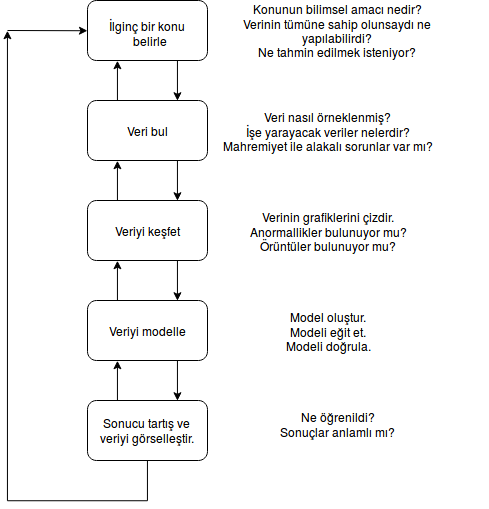 İlginç bir konu
belirle
Konunun bilimsel amacı nedir?
Verinin tümüne sahip olunsaydı ne
yapılabilirdi?
Ne tahmin edilmek isteniyor?
Veri bul
Veri nasıl örneklenmiş?
İşe yarayacak veriler nelerdir?
Mahremiyet ile alakalı sorunlar var mı?
Veriyi keşfet
Verinin grafiklerini çizdir.
Anormallikler bulunuyor mu?
Örüntüler bulunuyor mu?
Veriyi modelle
Model oluştur.
Modeli eğit et.
Modeli doğrula.
Sonucu tartış ve
veriyi görselleştir.
Ne öğrenildi?
Sonuçlar anlamlı mı?